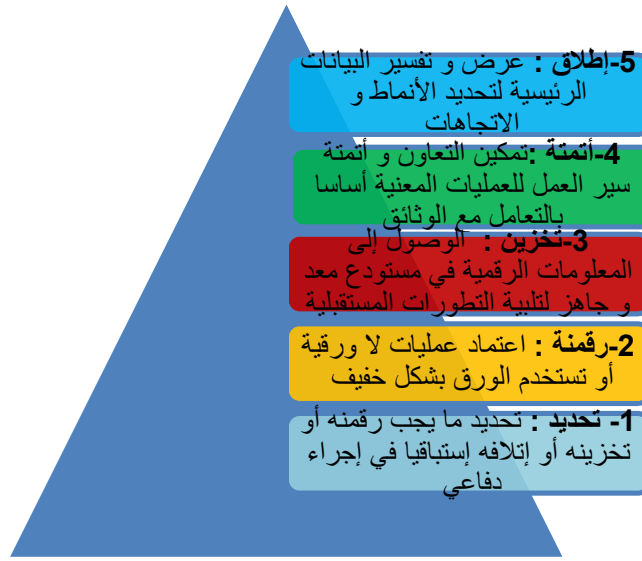 5-إطلاق : عرض و تفسير البيانات
الرئيسية لتحديد الأنماط و
الاتجاهات
4-أتمتة :تمكين التعاون و أتمتة
سير العمل للعمليات المعنية أساسا
بالتعامل مع الوثائق
3-تخزين : الوصول إلى
المعلومات الرقمية في مستودع معد
و جاهز لتلبية التطورات المستقبلية
2-رقمنة : اعتماد عمليات لا ورقية
أو تستخدم الورق بشكل خفيف
1- تحديد : تحديد ما يجب رقمنه أو
تخزينه أو إتلافه إستباقيا في إجراء
دفاعي